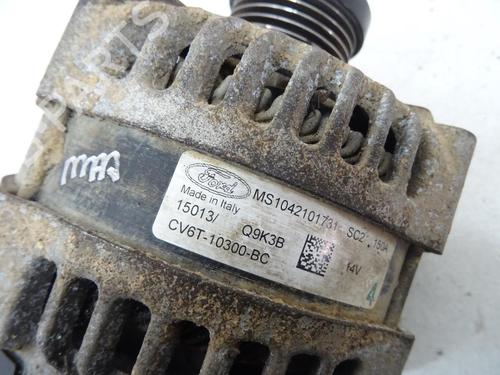 Ford
MS1042101731 SC2 150A
Made in Italy
15013/ Q9K3B
CV6T-10300-BC
14V